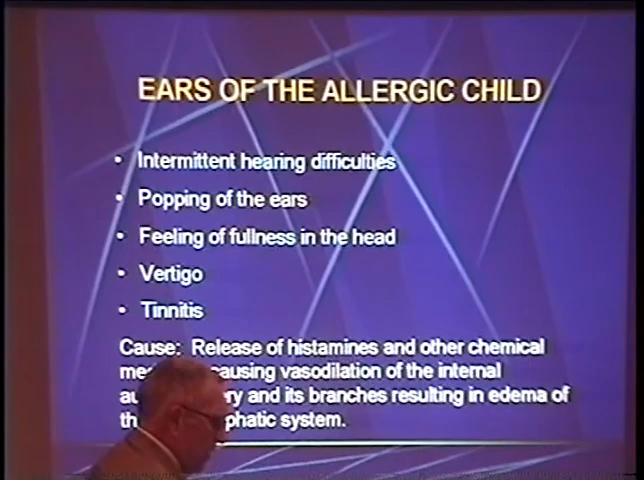 EARS OF THE ALLERGIC CHILD
• Intermittent hearing difficulties
• Popping of the ears
• Feeling of fullness in the head
• Vertigo
• Tinnitis
Cause: Release of histamines and other chemical
causing vasodilation of the internal
and its branches resulting in edema of
system.